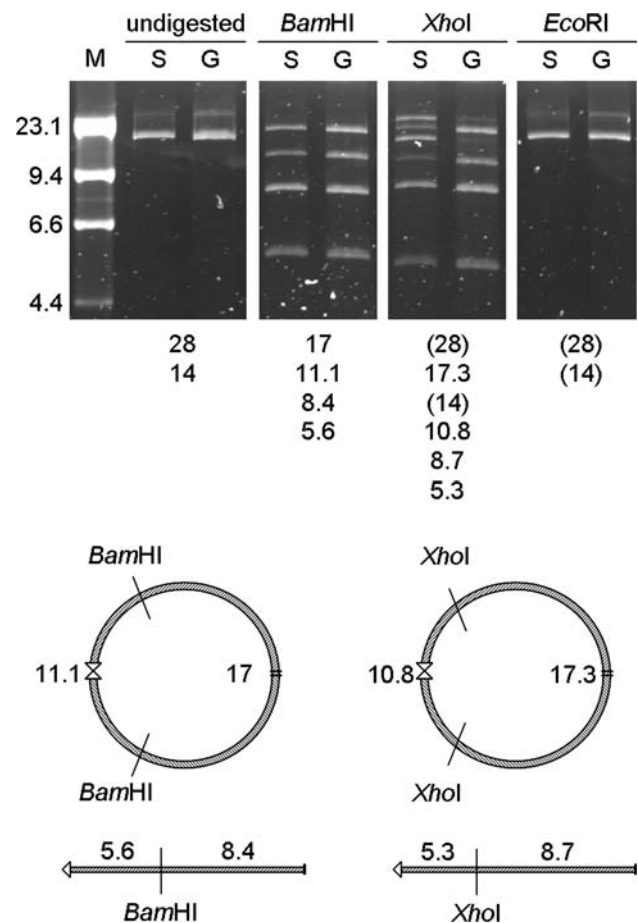 undigested BamHI XhoI EcoRI
M S G S G S G S G
23.1
9.4
6.6
4.4
28 17 (28) (28)
14 11.1 17.3 (14)
8.4 (14)
5.6 10.8
8.7
5.3
BamHI XhoI
11.1 17 10.8 17.3
BamHI XhoI
5.6 8.4 5.3 8.7
BamHI XhoI